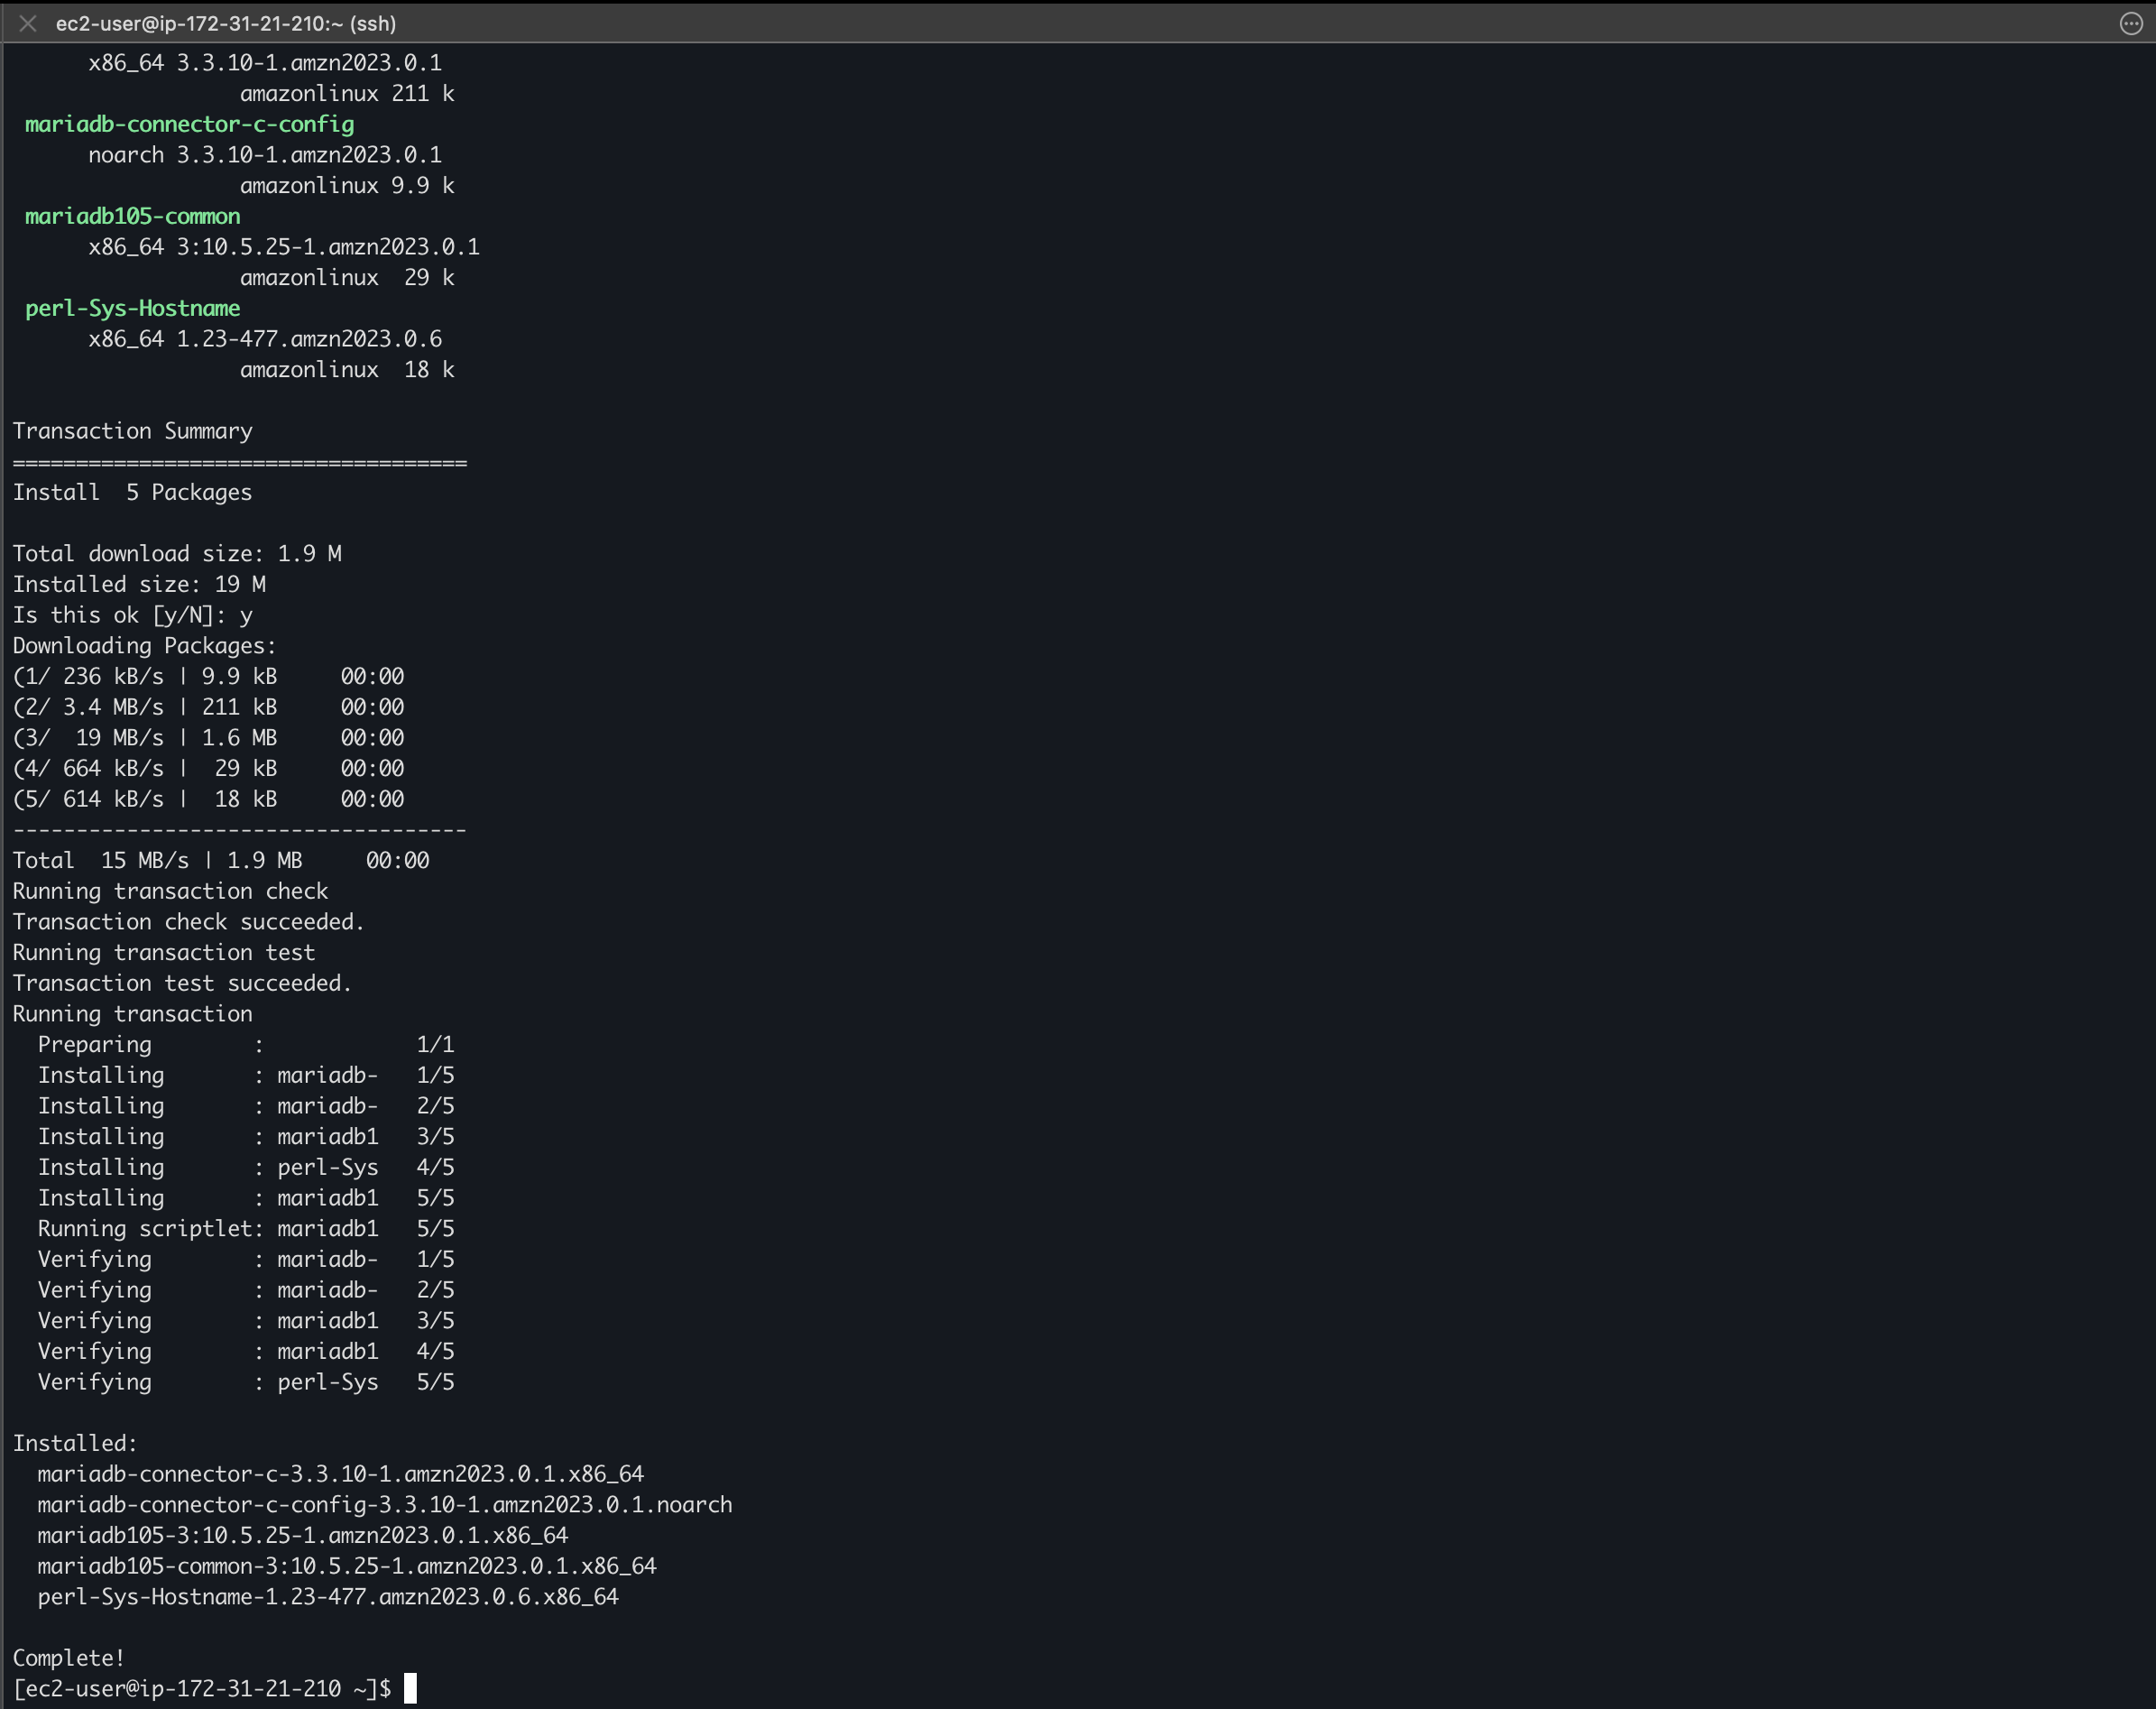 ec2-user@ip-172-31-21-210:~ (ssh)
x86_64 3.3.10-1.amzn2023.0.1
amazonlinux 211 k
mariadb-connector-c-config
noarch 3.3.10-1.amzn2023.0.1
amazonlinux 9.9 k
mariadb105-common
x86_64 3:10.5.25-1.amzn2023.0.1
amazonlinux  29 k
perl-Sys-Hostname
x86_64 1.23-477.amzn2023.0.6
amazonlinux  18 k
Transaction Summary
====================================
Install  5 Packages
Total download size: 1.9 M
Installed size: 19 M
Is this ok [y/N]: y
Downloading Packages:
(1/ 236 kB/s | 9.9 kB     00:00
(2/ 3.4 MB/s | 211 kB     00:00
(3/  19 MB/s | 1.6 MB     00:00
(4/ 664 kB/s |  29 kB     00:00
(5/ 614 kB/s |  18 kB     00:00
------------------------------------
Total  15 MB/s | 1.9 MB     00:00
Running transaction check
Transaction check succeeded.
Running transaction test
Transaction test succeeded.
Running transaction
Preparing        :            1/1
Installing       : mariadb-   1/5
Installing       : mariadb-   2/5
Installing       : mariadb1   3/5
Installing       : perl-Sys   4/5
Installing       : mariadb1   5/5
Running scriptlet: mariadb1   5/5
Verifying        : mariadb-   1/5
Verifying        : mariadb-   2/5
Verifying        : mariadb1   3/5
Verifying        : mariadb1   4/5
Verifying        : perl-Sys   5/5
Installed:
mariadb-connector-c-3.3.10-1.amzn2023.0.1.x86_64
mariadb-connector-c-config-3.3.10-1.amzn2023.0.1.noarch
mariadb105-3:10.5.25-1.amzn2023.0.1.x86_64
mariadb105-common-3:10.5.25-1.amzn2023.0.1.x86_64
perl-Sys-Hostname-1.23-477.amzn2023.0.6.x86_64
Complete!
[ec2-user@ip-172-31-21-210 ~]$